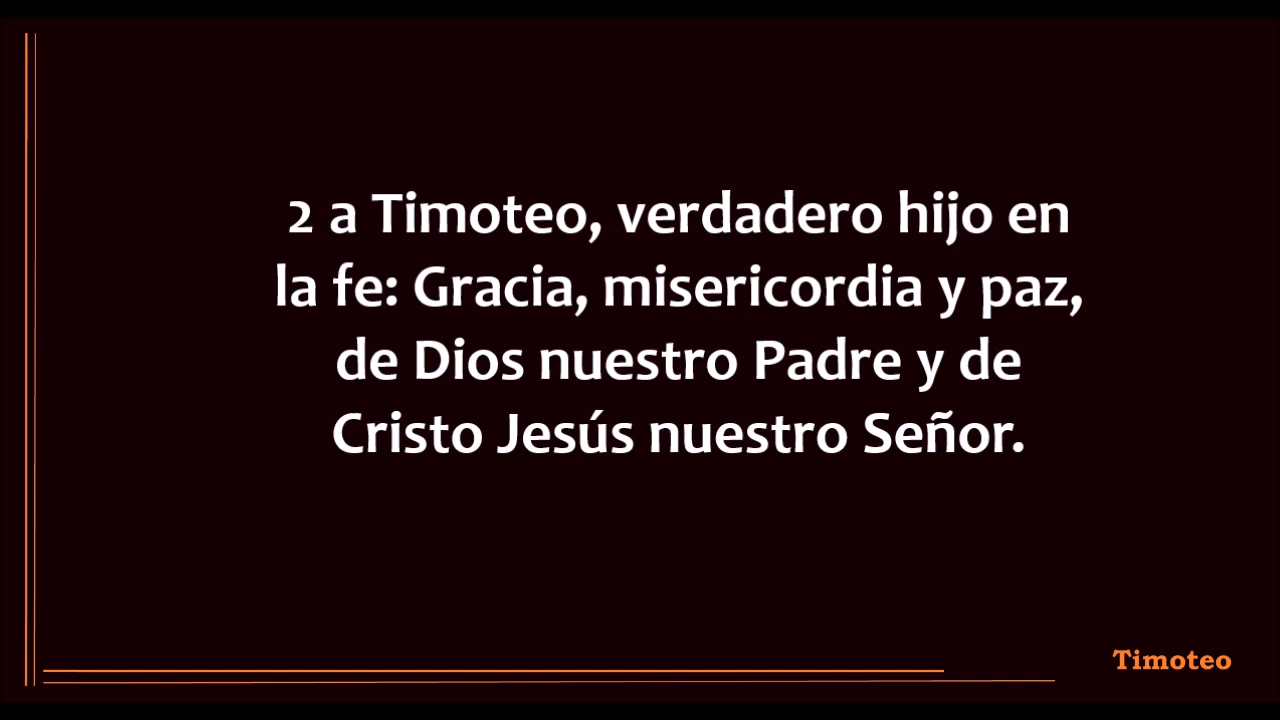 2 a Timoteo, verdadero hijo en
la fe: Gracia, misericordia y paz,
de Dios nuestro Padre y de
Cristo Jesús nuestro Señor.
Timoteo